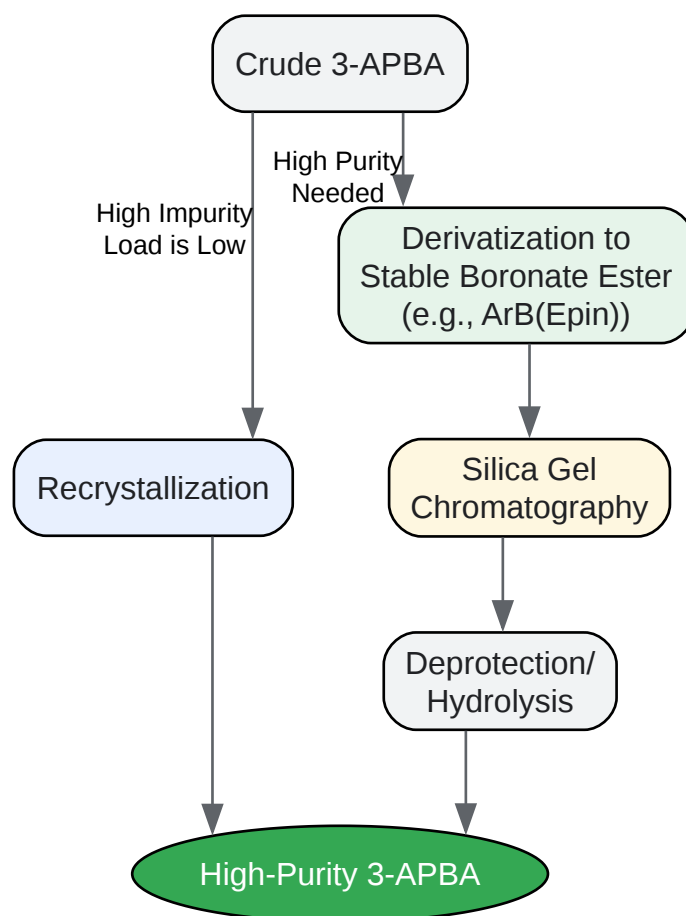 Crude 3-APBA
High Purity
Needed
High Impurity
Load is Low
Derivatization to
Stable Boronate Ester
(e.g., ArB(Epin))
Recrystallization
Silica Gel
Chromatography
Deprotection/
Hydrolysis
High-Purity 3-APBA